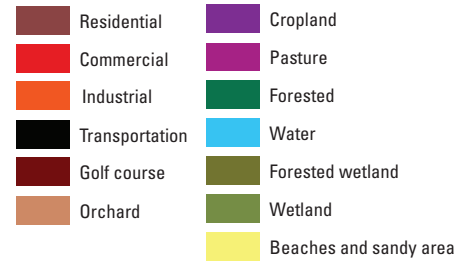 Residential
Commercial
Industrial
Transportation
Golf course
Orchard
Cropland
Pasture
Forested
Water
Forested wetland
Wetland
Beaches and sandy area